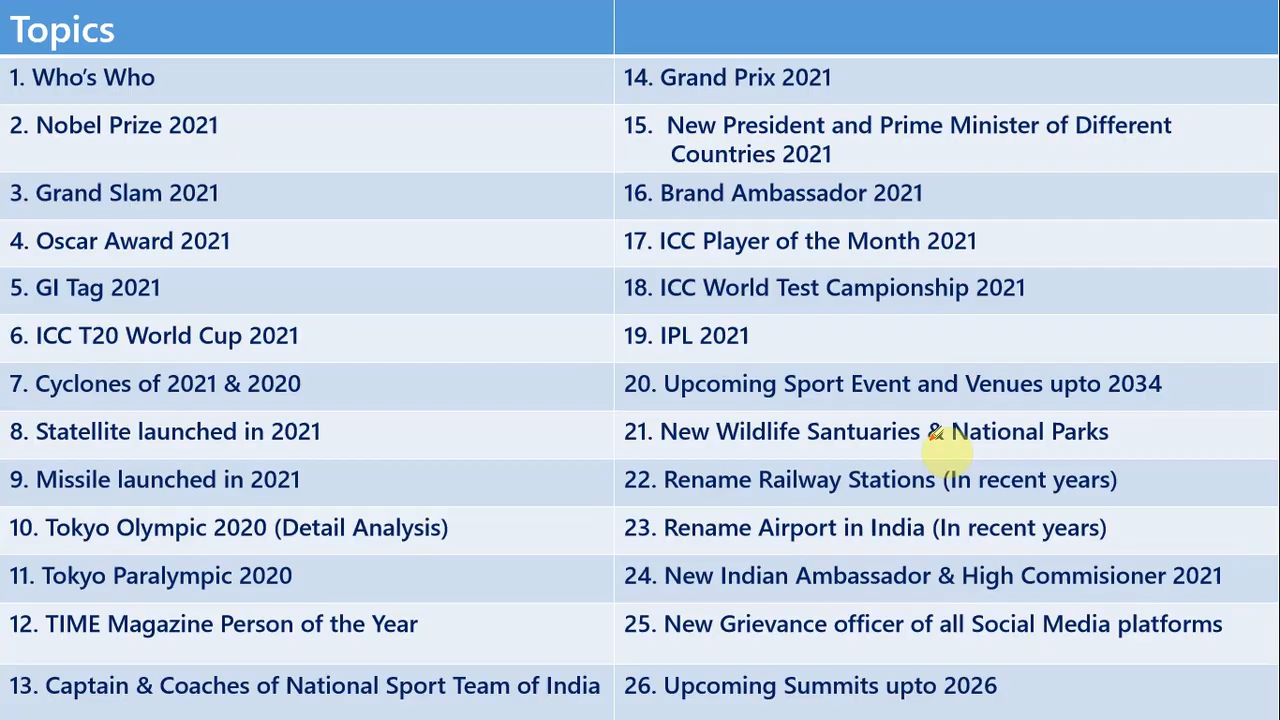 Topics
1. Who's Who
2. Nobel Prize 2021
3. Grand Slam 2021
4. Oscar Award 2021
5. GI Tag 2021
6. ICC T20 World Cup 2021
7. Cyclones of 2021 & 2020
8. Statellite launched in 2021
9. Missile launched in 2021
10. Tokyo Olympic 2020 (Detail Analysis)
11. Tokyo Paralympic 2020
12. TIME Magazine Person of the Year
13. Captain & Coaches of National Sport Team of India
14. Grand Prix 2021
15. New President and Prime Minister of Different
Countries 2021
16. Brand Ambassador 2021
17. ICC Player of the Month 2021
18. ICC World Test Campionship 2021
19. IPL 2021
20. Upcoming Sport Event and Venues upto 2034
21. New Wildlife Santuaries & National Parks
22. Rename Railway Stations (In recent years)
23. Rename Airport in India (In recent years)
24. New Indian Ambassador & High Commisioner 2021
25. New Grievance officer of all Social Media platforms
26. Upcoming Summits upto 2026